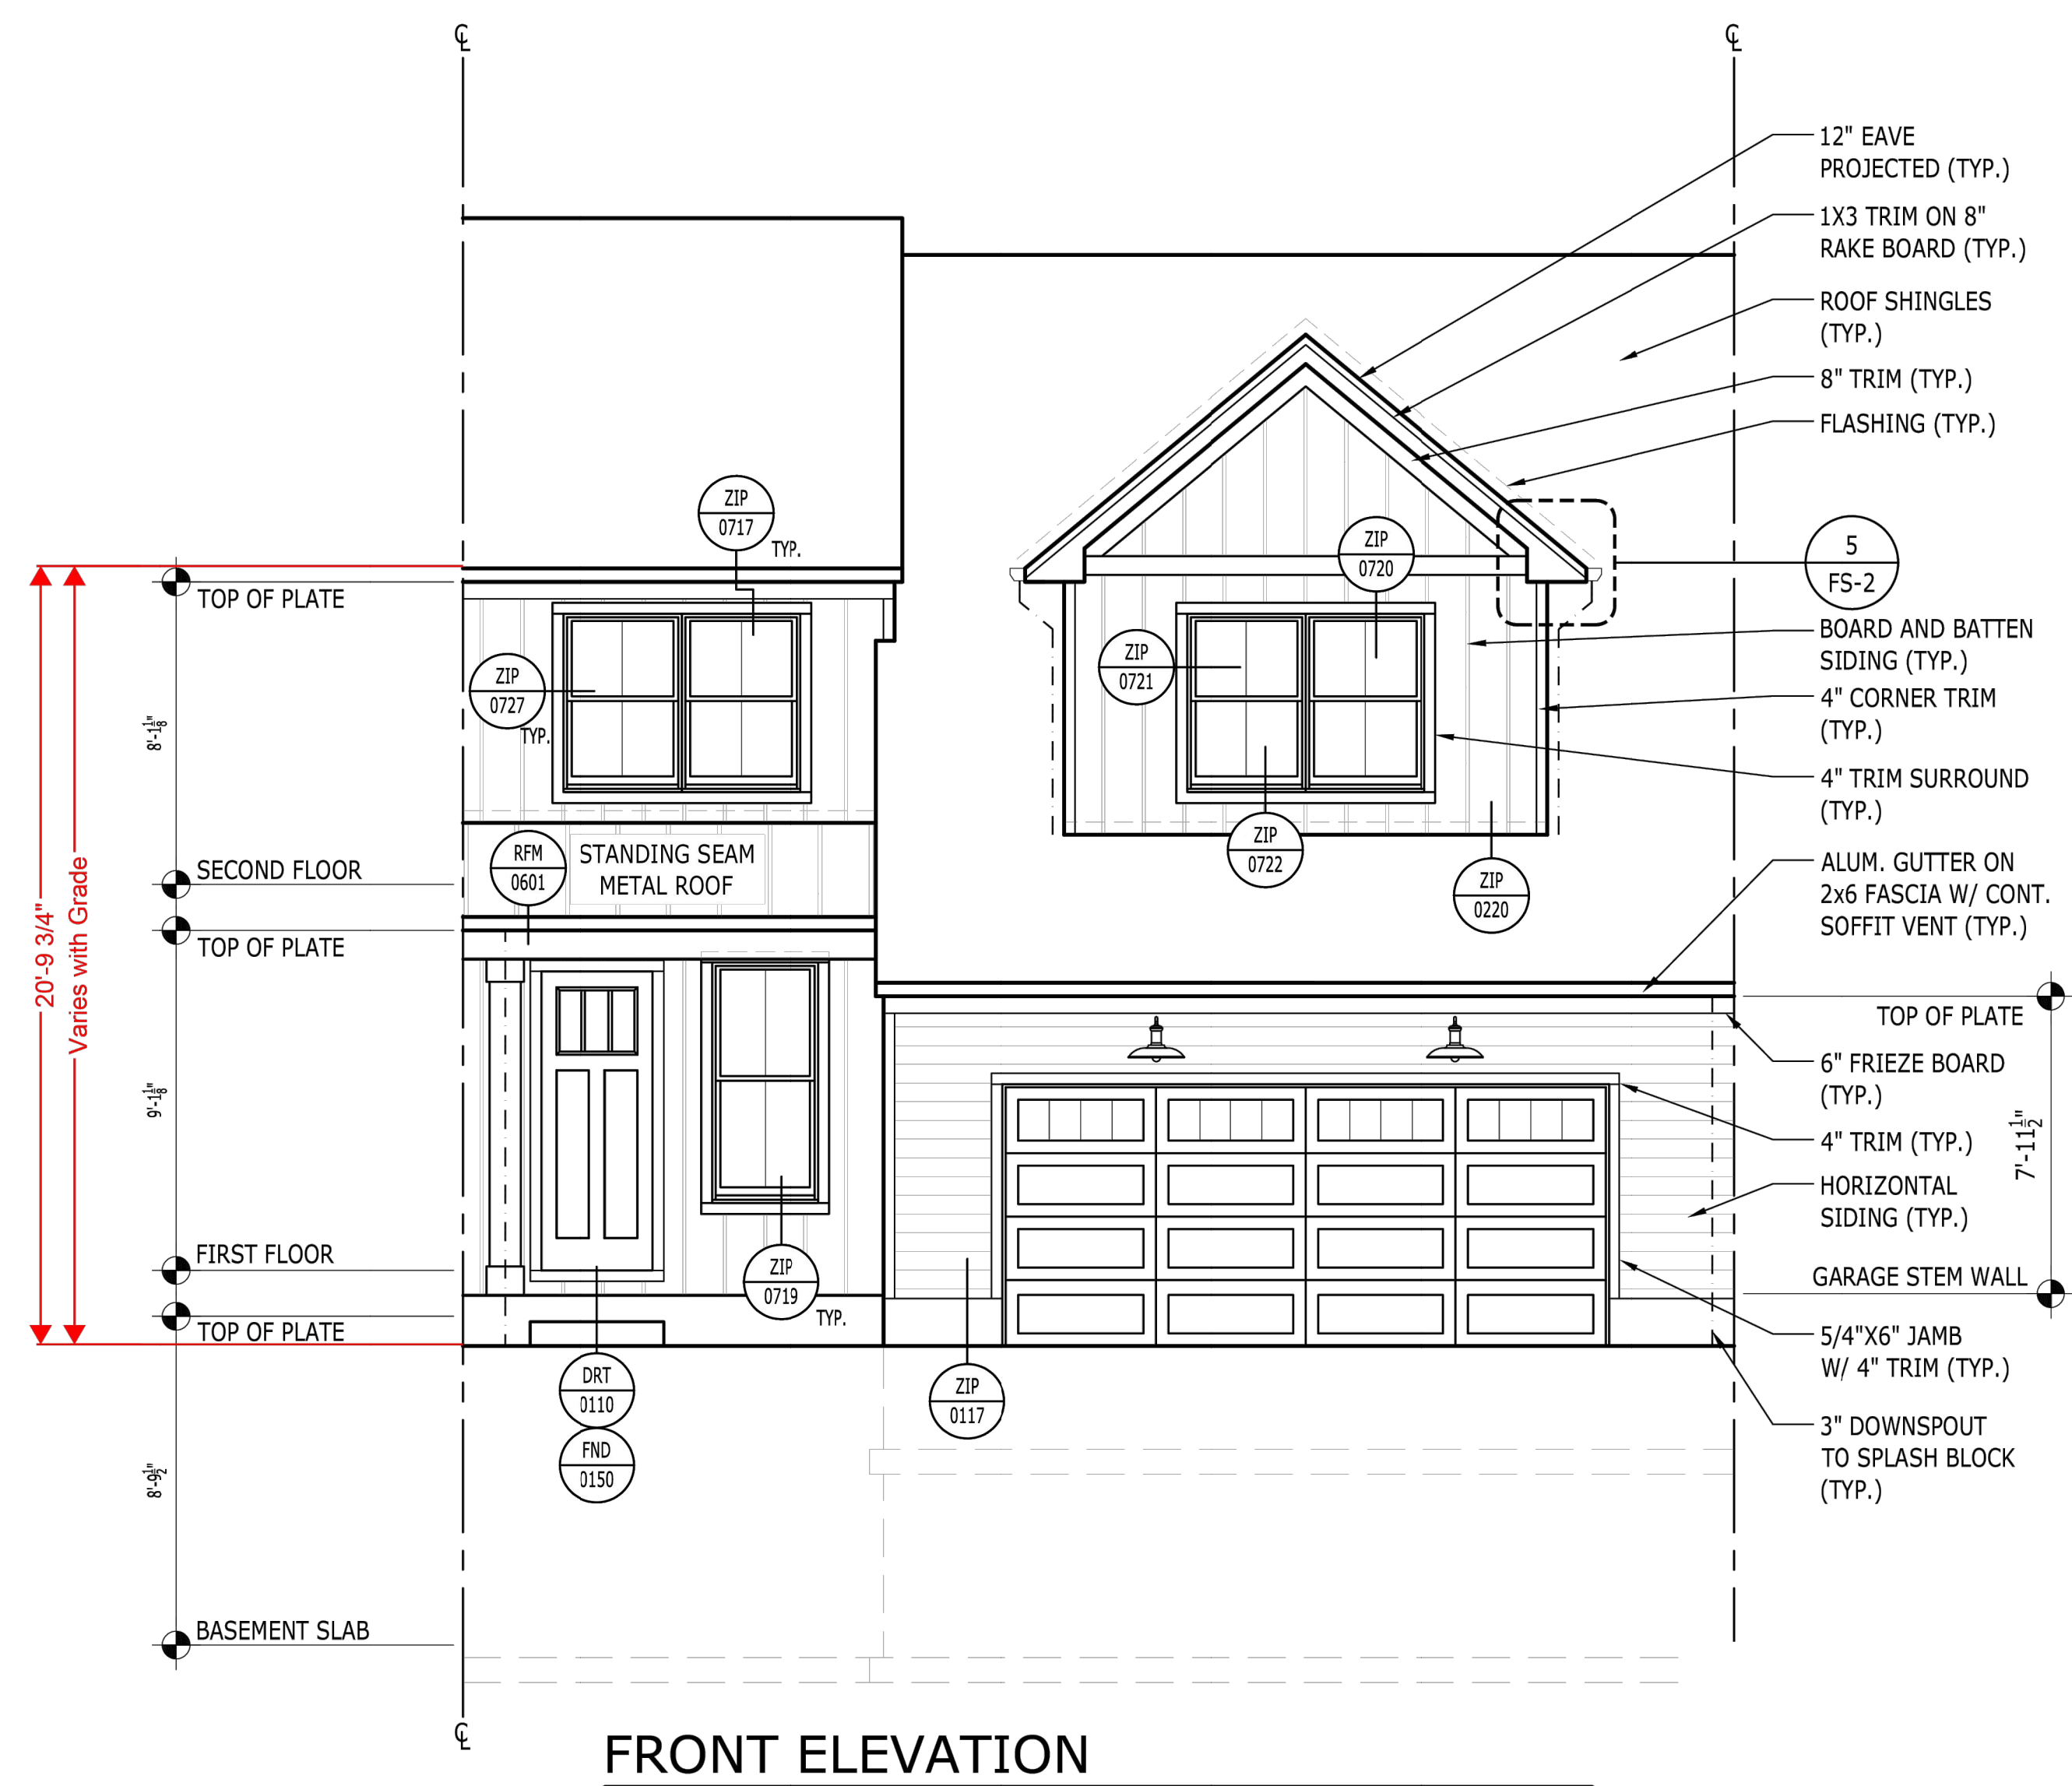 ℄
℄
12" EAVE
PROJECTED (TYP.)
1X3 TRIM ON 8"
RAKE BOARD (TYP.)
ROOF SHINGLES
(TYP.)
8" TRIM (TYP.)
FLASHING (TYP.)
ZIP
0717
TYP.
ZIP
0720
5
FS-2
TOP OF PLATE
BOARD AND BATTEN
SIDING (TYP.)
ZIP
0721
ZIP
0727
TYP.
4" CORNER TRIM
(TYP.)
8'-1 1/8"
4" TRIM SURROUND
(TYP.)
ZIP
0722
SECOND FLOOR
RFM
0601
STANDING SEAM
METAL ROOF
ZIP
0220
ALUM. GUTTER ON
2x6 FASCIA W/ CONT.
SOFFIT VENT (TYP.)
20'-9 3/4"
Varies with Grade
TOP OF PLATE
TOP OF PLATE
6" FRIEZE BOARD
(TYP.)
9'-1 1/8"
4" TRIM (TYP.)
7'-11 1/2"
HORIZONTAL
SIDING (TYP.)
FIRST FLOOR
ZIP
0719
TYP.
GARAGE STEM WALL
TOP OF PLATE
5/4"X6" JAMB
W/ 4" TRIM (TYP.)
DRT
0110
ZIP
0117
FND
0150
3" DOWNSPOUT
TO SPLASH BLOCK
(TYP.)
8'-9 1/2"
BASEMENT SLAB
℄
FRONT ELEVATION